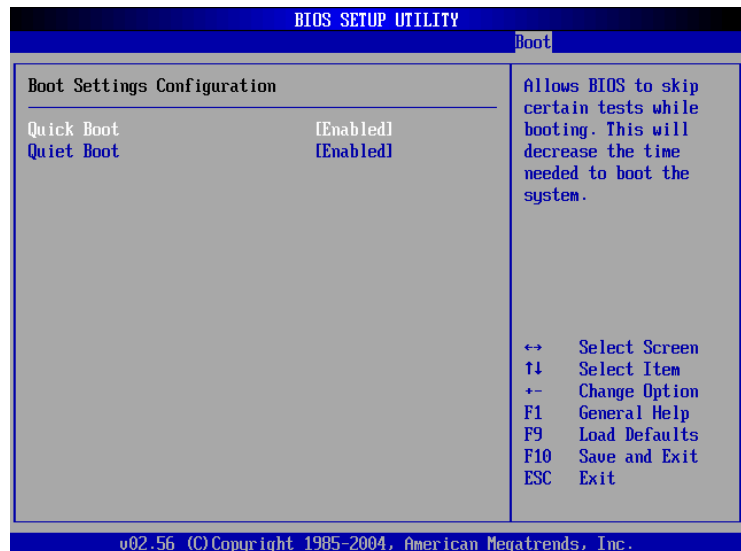 BIOS SETUP UTILITY
Boot
Boot Settings Configuration
Quick Boot [Enabled]
Quiet Boot [Enabled]
Allows BIOS to skip
certain tests while
booting. This will
decrease the time
needed to boot the
system.
↔ Select Screen
↑↓ Select Item
+- Change Option
F1 General Help
F9 Load Defaults
F10 Save and Exit
ESC Exit
v02.56 (C)Copyright 1985-2004, American Megatrends, Inc.